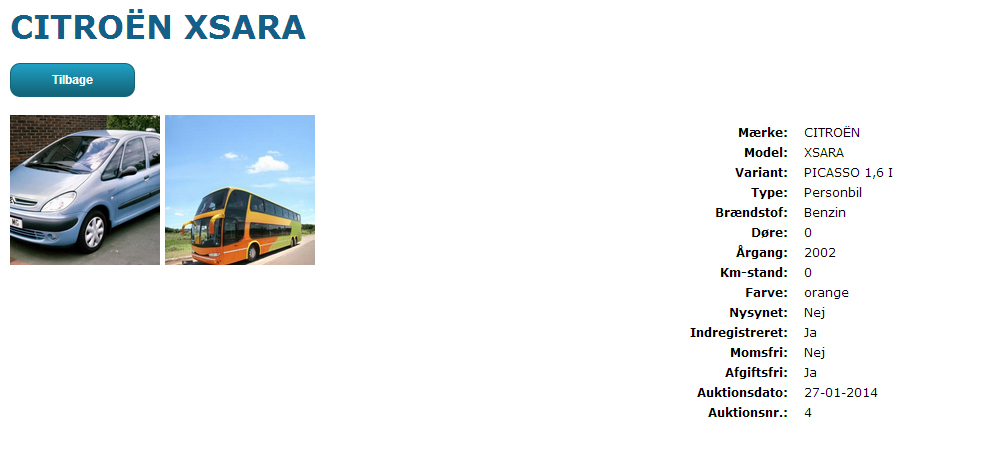 CITROËN XSARA
Tilbage
Mærke: CITROËN
Model: XSARA
Variant: PICASSO 1,6 I
Type: Personbil
Brændstof: Benzin
Døre: 0
Årgang: 2002
Km-stand: 0
Farve: orange
Nysynet: Nej
Indregistreret: Ja
Momsfri: Nej
Afgiftsfri: Ja
Auktionsdato: 27-01-2014
Auktionsnr.: 4